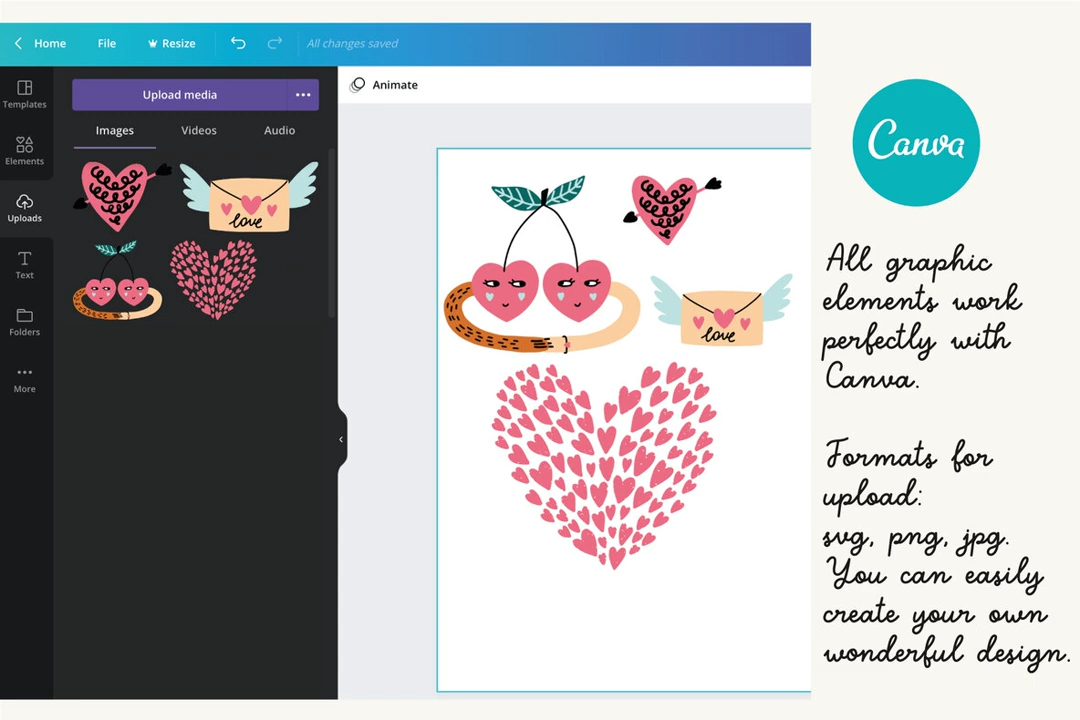 Home File Resize All changes saved
Templates
Elements
Uploads
Text
Folders
More
Upload media
Images Videos Audio
love
Animate
love
Canva
All graphic
elements work
perfectly with
Canva.
Formats for
upload:
svg, png, jpg.
You can easily
create your own
wonderful design.